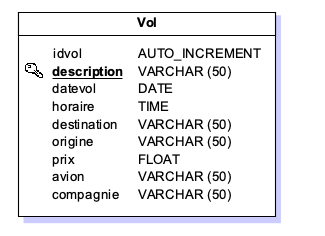 Vol
idvol AUTO_INCREMENT
description VARCHAR (50)
datevol DATE
horaire TIME
destination VARCHAR (50)
origine VARCHAR (50)
prix FLOAT
avion VARCHAR (50)
compagnie VARCHAR (50)